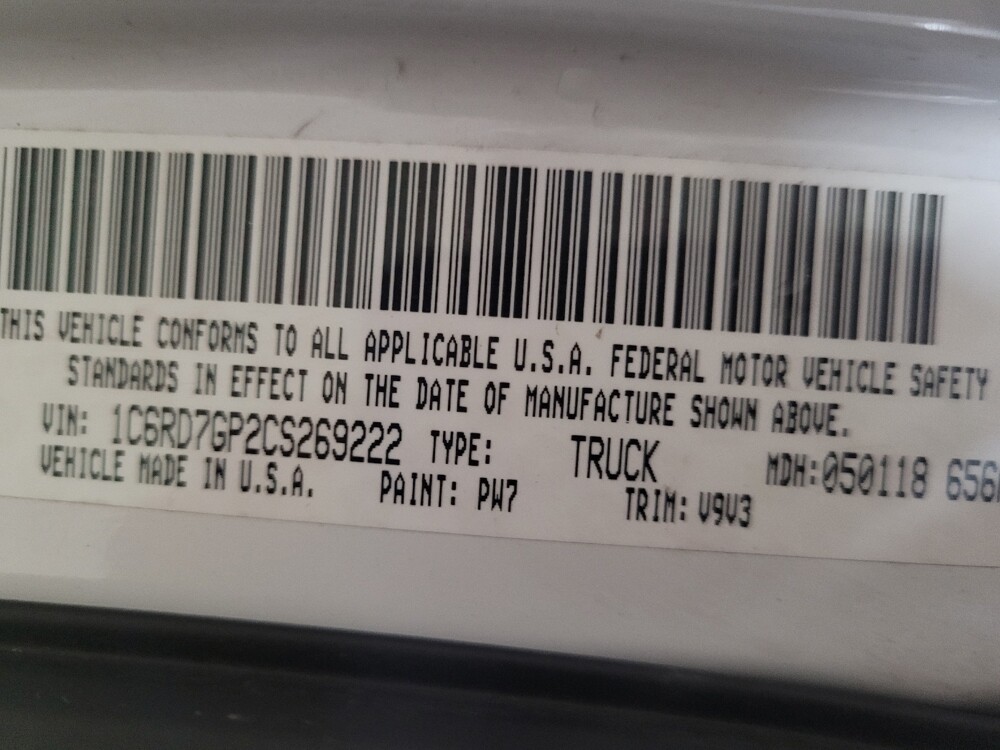 THIS VEHICLE CONFORMS TO ALL APPLICABLE U.S.A. FEDERAL MOTOR VEHICLE SAFETY
STANDARDS IN EFFECT ON THE DATE OF MANUFACTURE SHOWN ABOVE.
VIN: 1C6RD7GP2CS269222 TYPE: TRUCK MDH:050118 656
VEHICLE MADE IN U.S.A. PAINT: PW7 TRIM: V9V3